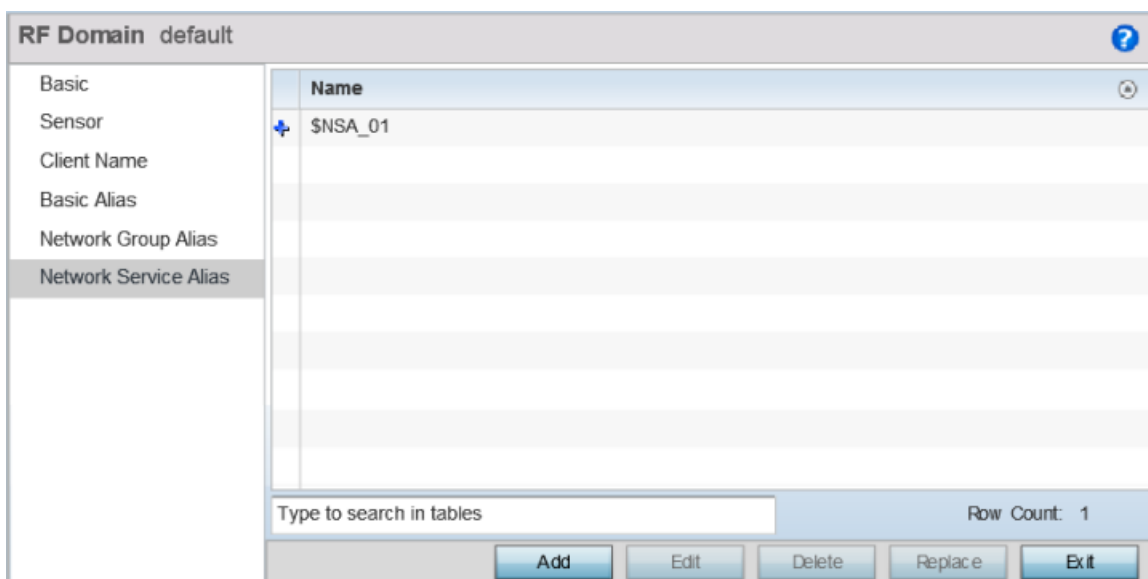 RF Domain default
Basic
Sensor
Client Name
Basic Alias
Network Group Alias
Network Service Alias
Name
$NSA_01
Type to search in tables
Row Count: 1
Add
Edit
Delete
Replace
Exit